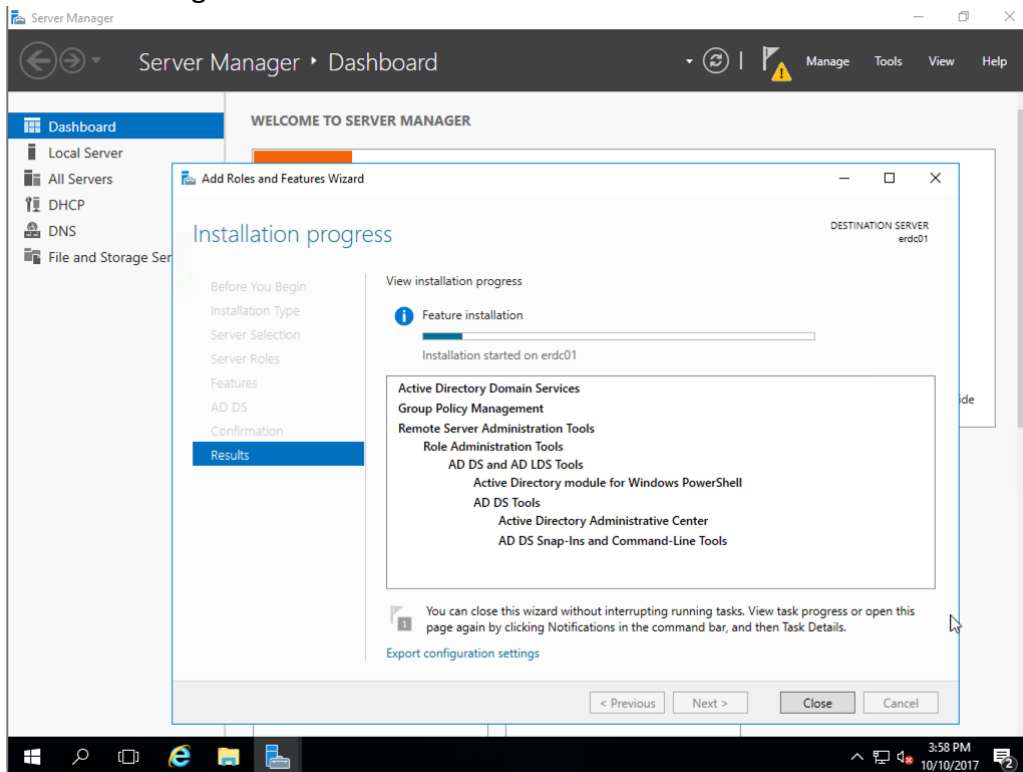 Server Manager
Server Manager • Dashboard
Manage Tools View Help
Dashboard
Local Server
All Servers
DHCP
DNS
File and Storage Ser
WELCOME TO SERVER MANAGER
Add Roles and Features Wizard
Installation progress
DESTINATION SERVER
erdc01
Before You Begin
Installation Type
Server Selection
Server Roles
Features
AD DS
Confirmation
Results
View installation progress
Feature installation
Installation started on erdc01
Active Directory Domain Services
Group Policy Management
Remote Server Administration Tools
Role Administration Tools
AD DS and AD LDS Tools
Active Directory module for Windows PowerShell
AD DS Tools
Active Directory Administrative Center
AD DS Snap-Ins and Command-Line Tools
ide
1
You can close this wizard without interrupting running tasks. View task progress or open this
page again by clicking Notifications in the command bar, and then Task Details.
Export configuration settings
< Previous Next > Close Cancel
3:58 PM
10/10/2017
2